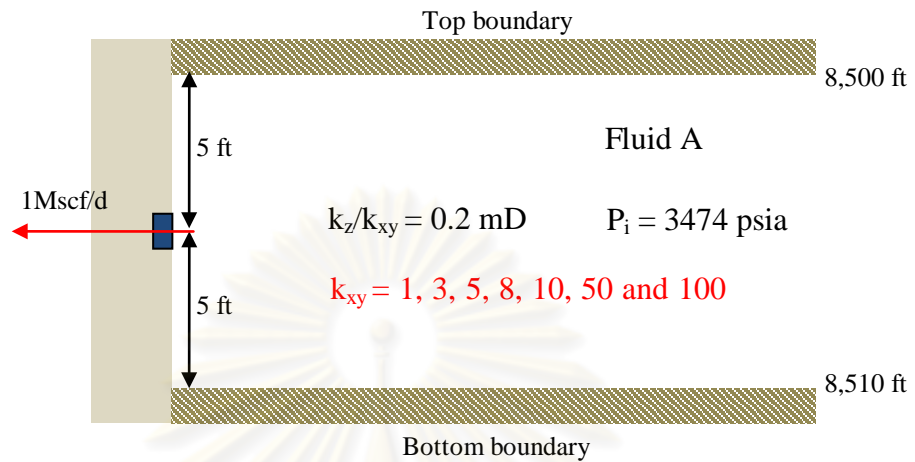 Top boundary
8,500 ft
5 ft
Fluid A
1Mscf/d
kz/kxy = 0.2 mD
Pi = 3474 psia
kxy = 1, 3, 5, 8, 10, 50 and 100
5 ft
8,510 ft
Bottom boundary